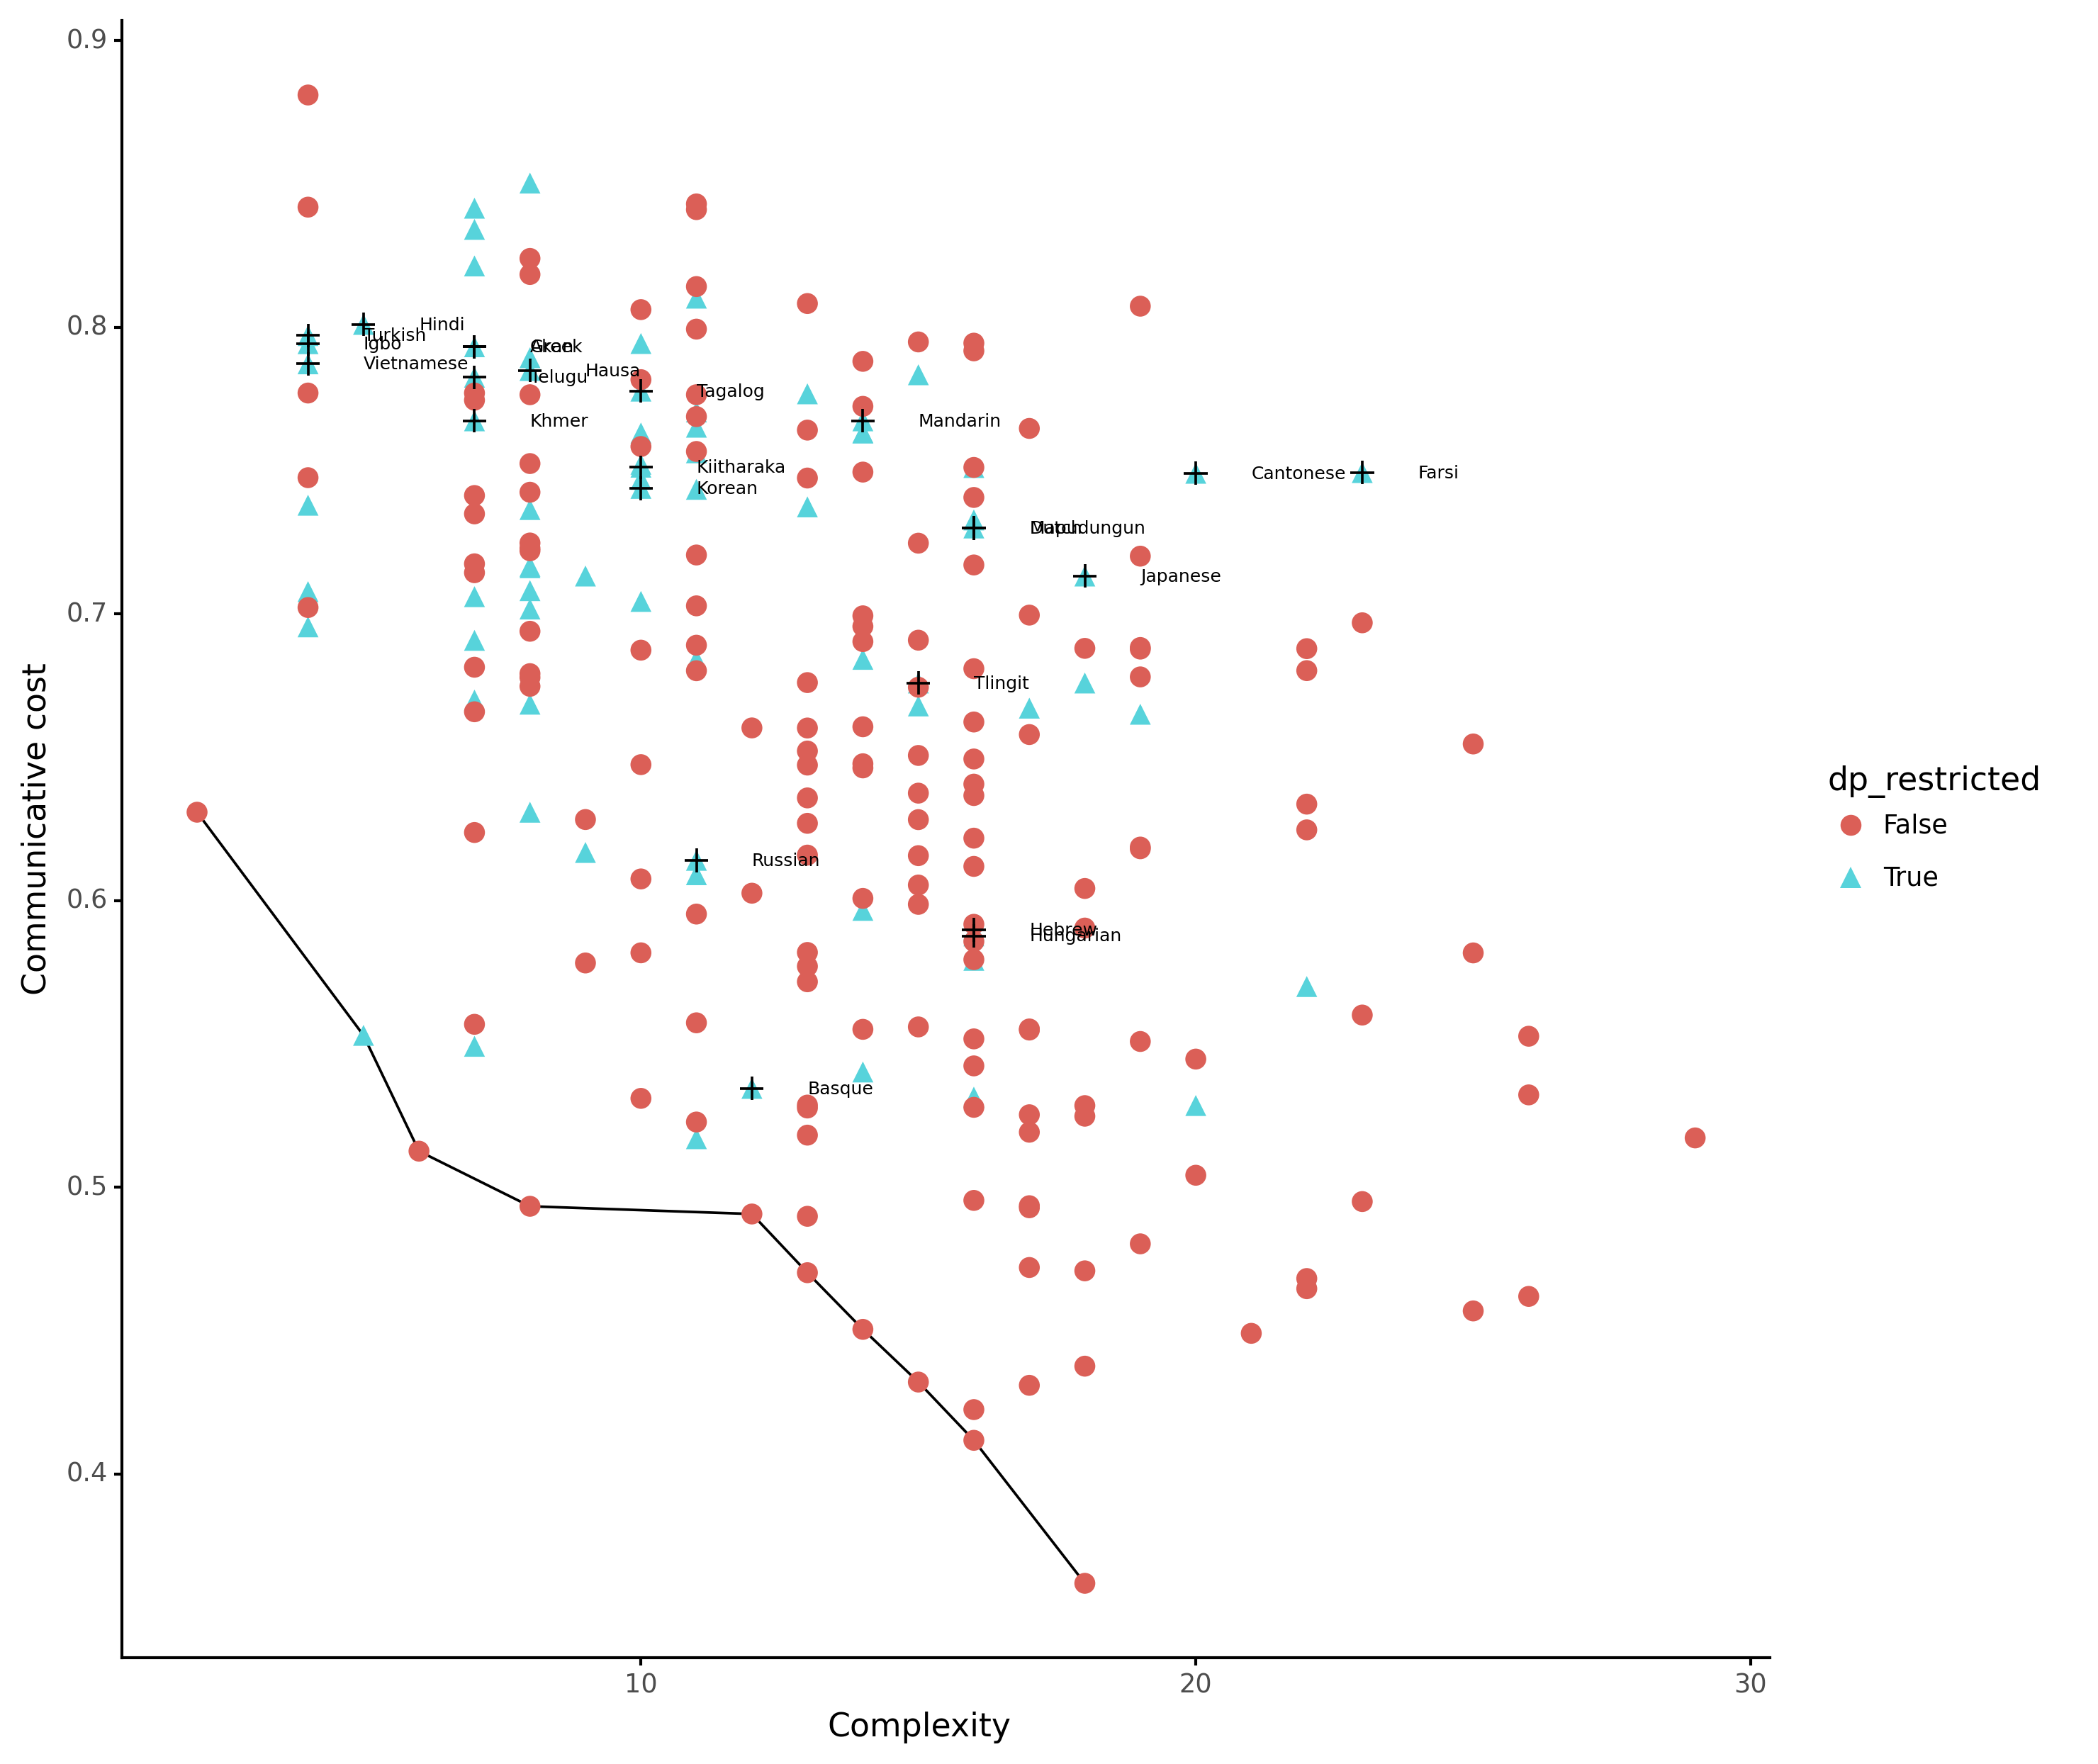 0.9
0.8
0.7
0.6
0.5
0.4
Communicative cost
Hindi
Turkish
Igbo
Vietnamese
Akan
Greek
Hausa
Telugu
Tagalog
Khmer
Mandarin
Kiitharaka
Korean
Cantonese
Farsi
Dutch
Mapudungun
Japanese
Tlingit
Russian
Hebrew
Hungarian
Basque
10
20
30
Complexity
dp_restricted
False
True